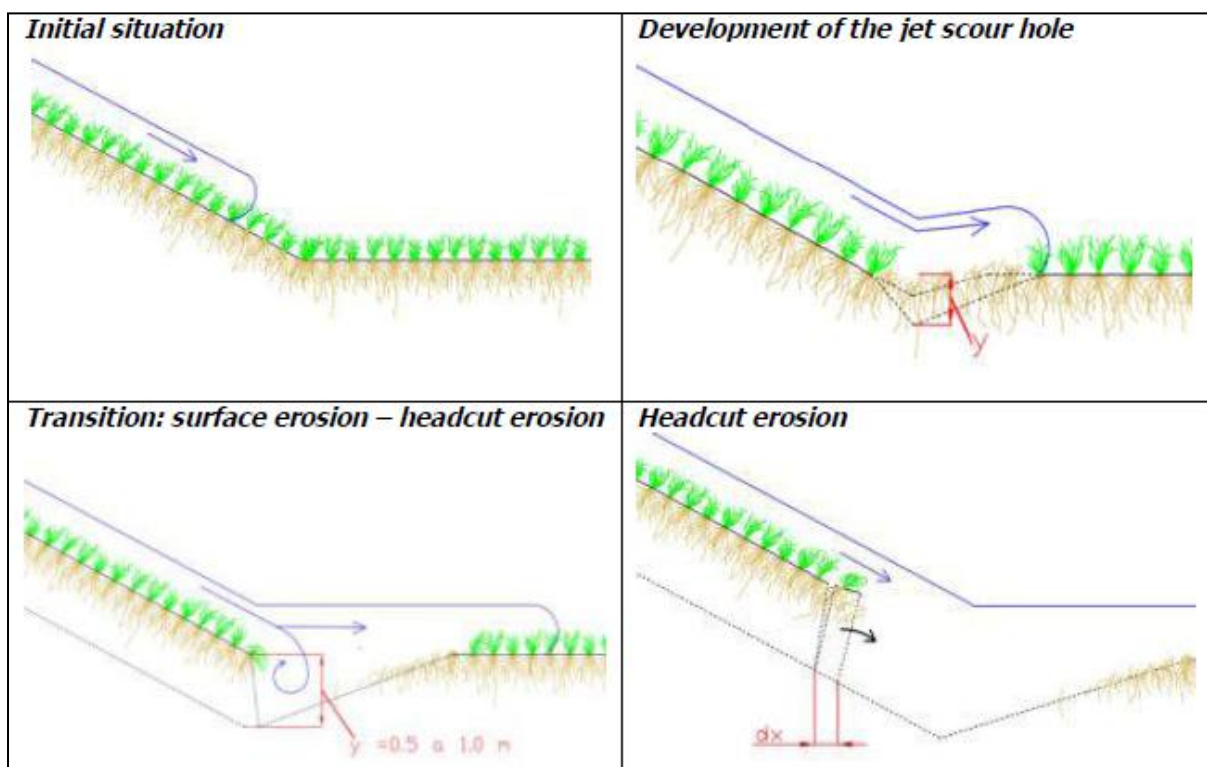 Initial situation
Development of the jet scour hole
y
Transition: surface erosion – headcut erosion
y =0.5 a 1.0 m
Headcut erosion
dx